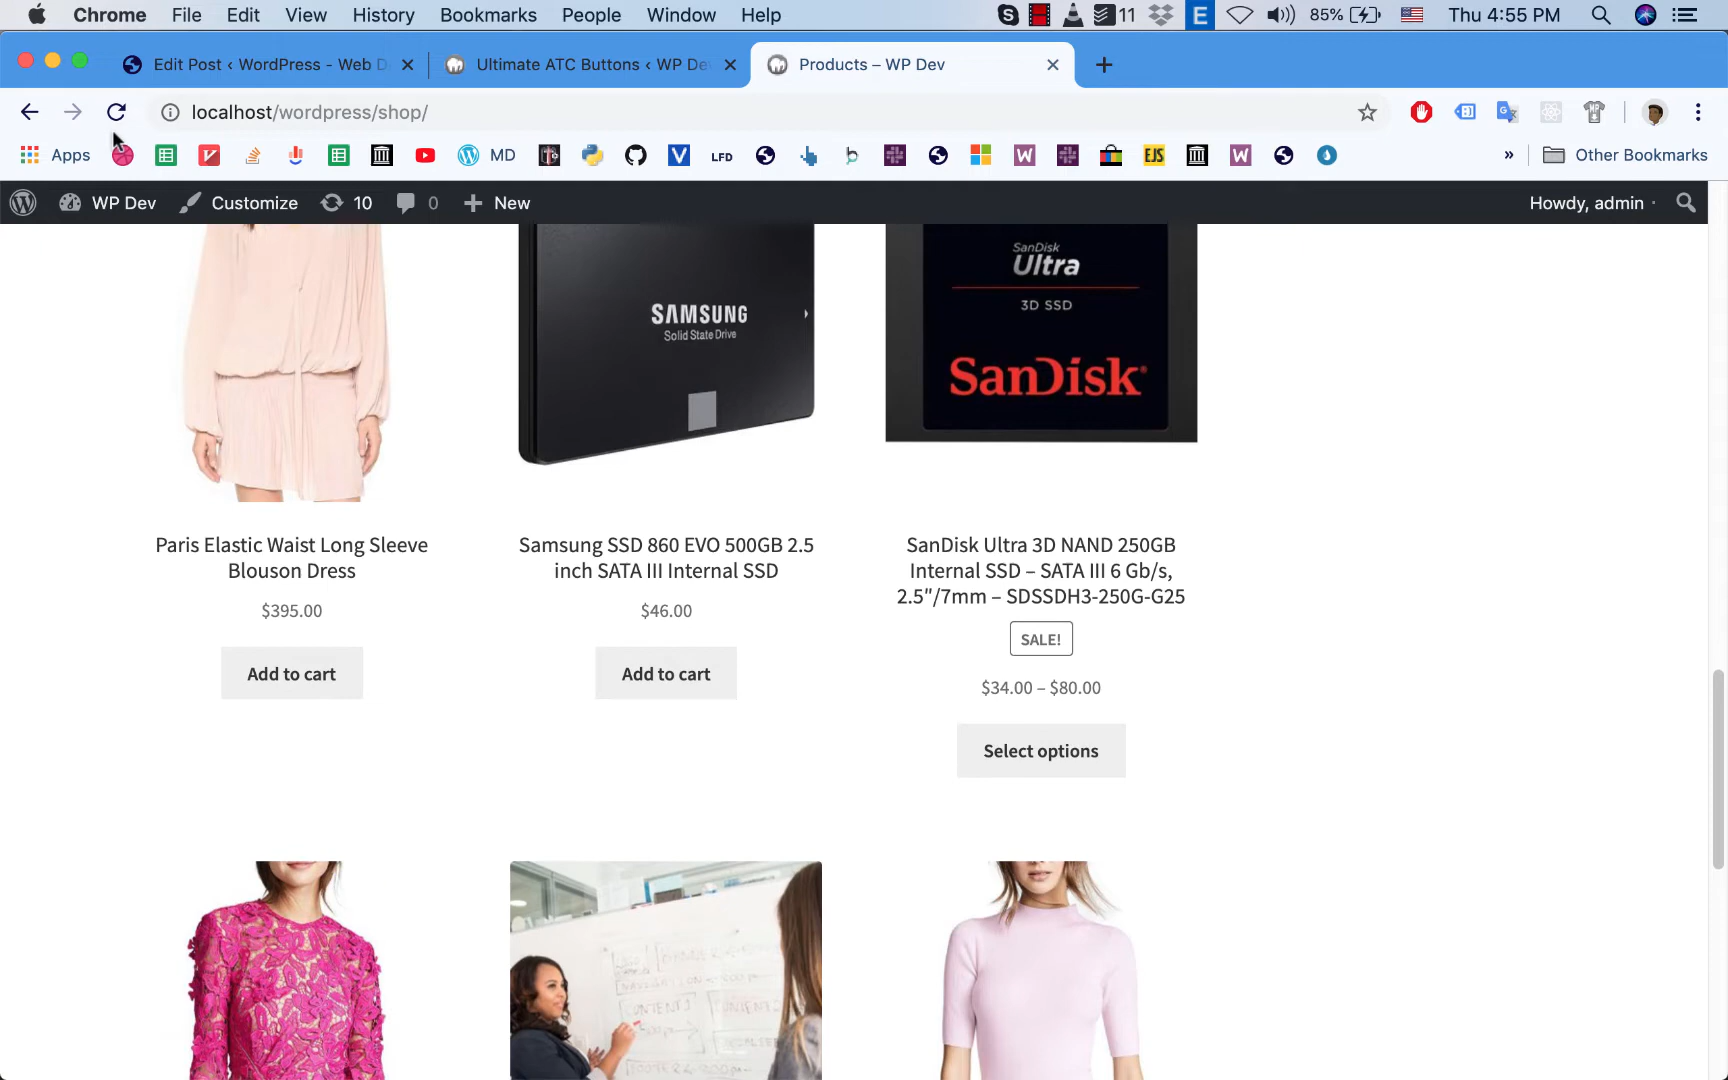 Chrome File Edit View History Bookmarks People Window Help 11 E 85% Thu 4:55 PM
Edit Post ‹ WordPress - Web D
Ultimate ATC Buttons ‹ WP De
Products – WP Dev
localhost/wordpress/shop/
Apps MD LFD EJS W W Other Bookmarks
WP Dev Customize 10 0 New Howdy, admin
SAMSUNG
Solid State Drive
SanDisk
Ultra
3D SSD
SanDisk
Paris Elastic Waist Long Sleeve
Blouson Dress
$395.00
Add to cart
Samsung SSD 860 EVO 500GB 2.5
inch SATA III Internal SSD
$46.00
Add to cart
SanDisk Ultra 3D NAND 250GB
Internal SSD – SATA III 6 Gb/s,
2.5″/7mm – SDSSDH3-250G-G25
SALE!
$34.00 – $80.00
Select options